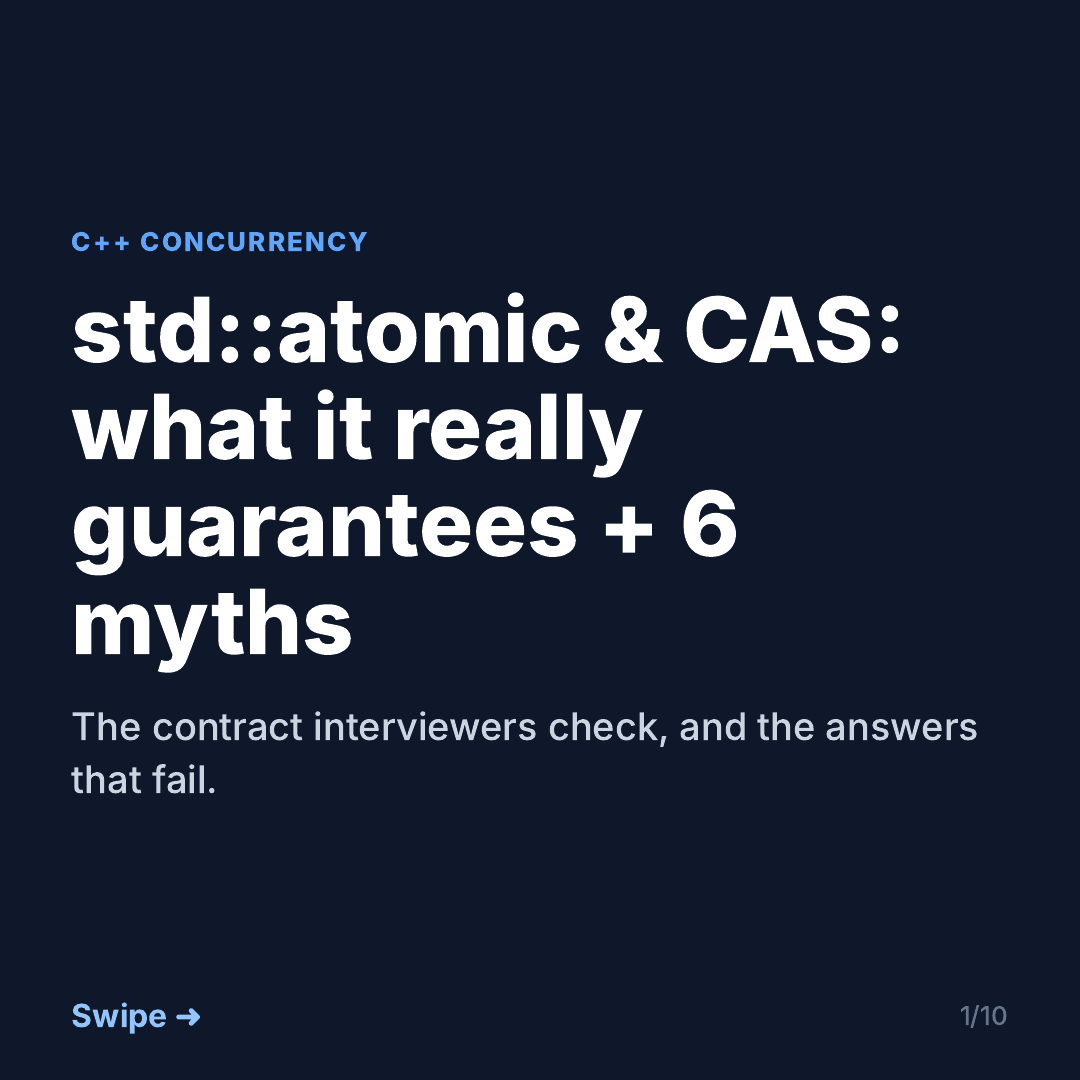 C++ CONCURRENCY
std::atomic & CAS:
what it really
guarantees + 6
myths
The contract interviewers check, and the answers
that fail.
Swipe ➜
1/10